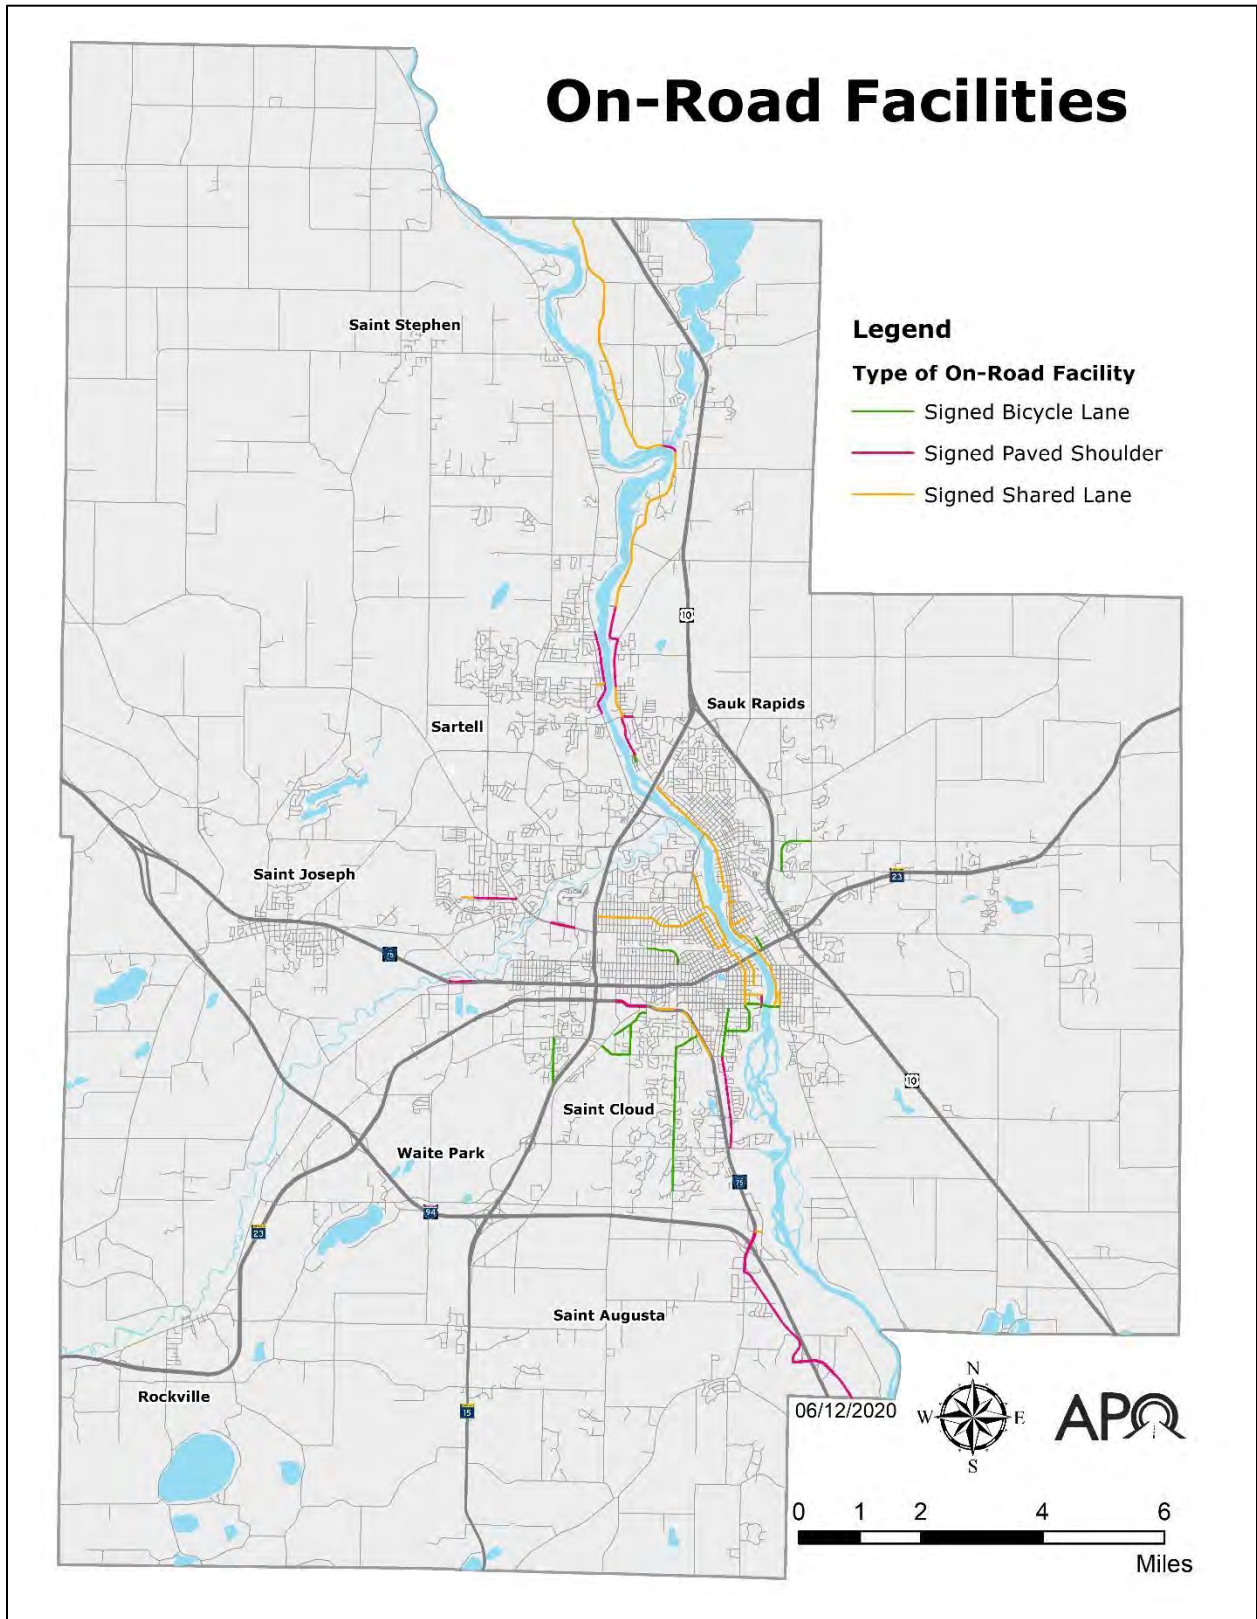 On-Road Facilities
Saint Stephen
Legend
Type of On-Road Facility
Signed Bicycle Lane
Signed Paved Shoulder
Signed Shared Lane
10
Sauk Rapids
Sartell
Saint Joseph
23
75
10
Saint Cloud
Waite Park
75
94
23
Saint Augusta
Rockville
15
06/12/2020
N
W E
S
APO
0 1 2 4 6
Miles